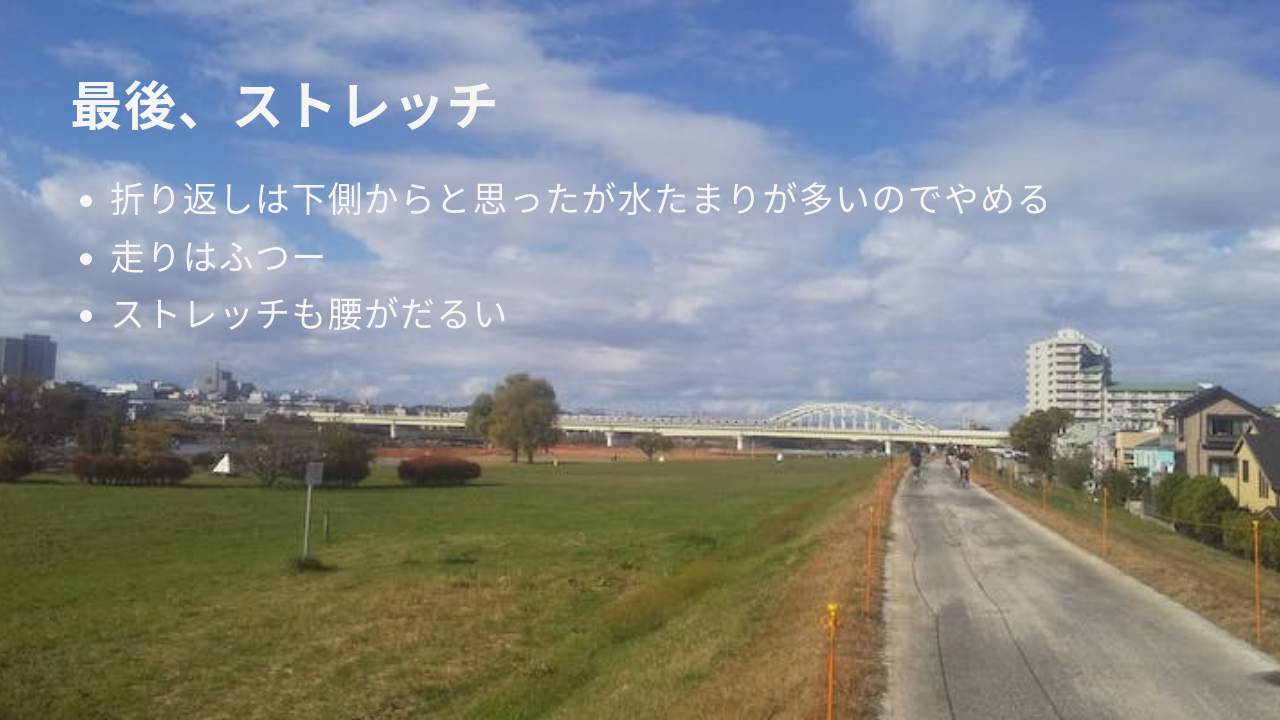 最後、ストレッチ
折り返しは下側からと思ったが水たまりが多いのでやめる
走りはふつー
ストレッチも腰がだるい